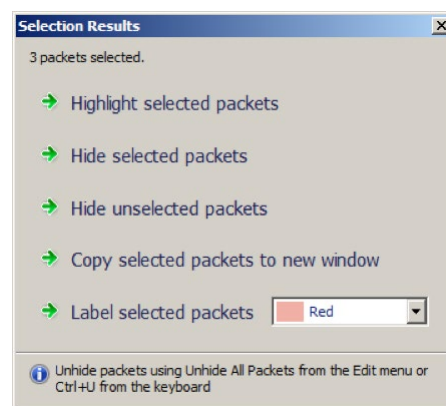 Selection Results
3 packets selected.
Highlight selected packets
Hide selected packets
Hide unselected packets
Copy selected packets to new window
Label selected packets Red
Unhide packets using Unhide All Packets from the Edit menu or
Ctrl+U from the keyboard